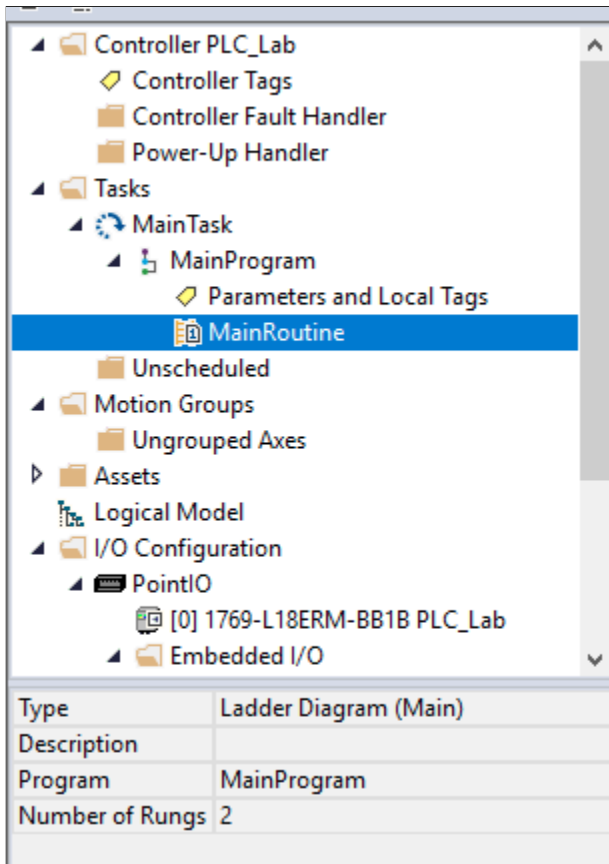 Controller PLC_Lab
Controller Tags
Controller Fault Handler
Power-Up Handler
Tasks
MainTask
MainProgram
Parameters and Local Tags
MainRoutine
Unscheduled
Motion Groups
Ungrouped Axes
Assets
Logical Model
I/O Configuration
PointIO
[0] 1769-L18ERM-BB1B PLC_Lab
Embedded I/O
Type Ladder Diagram (Main)
Description
Program MainProgram
Number of Rungs 2